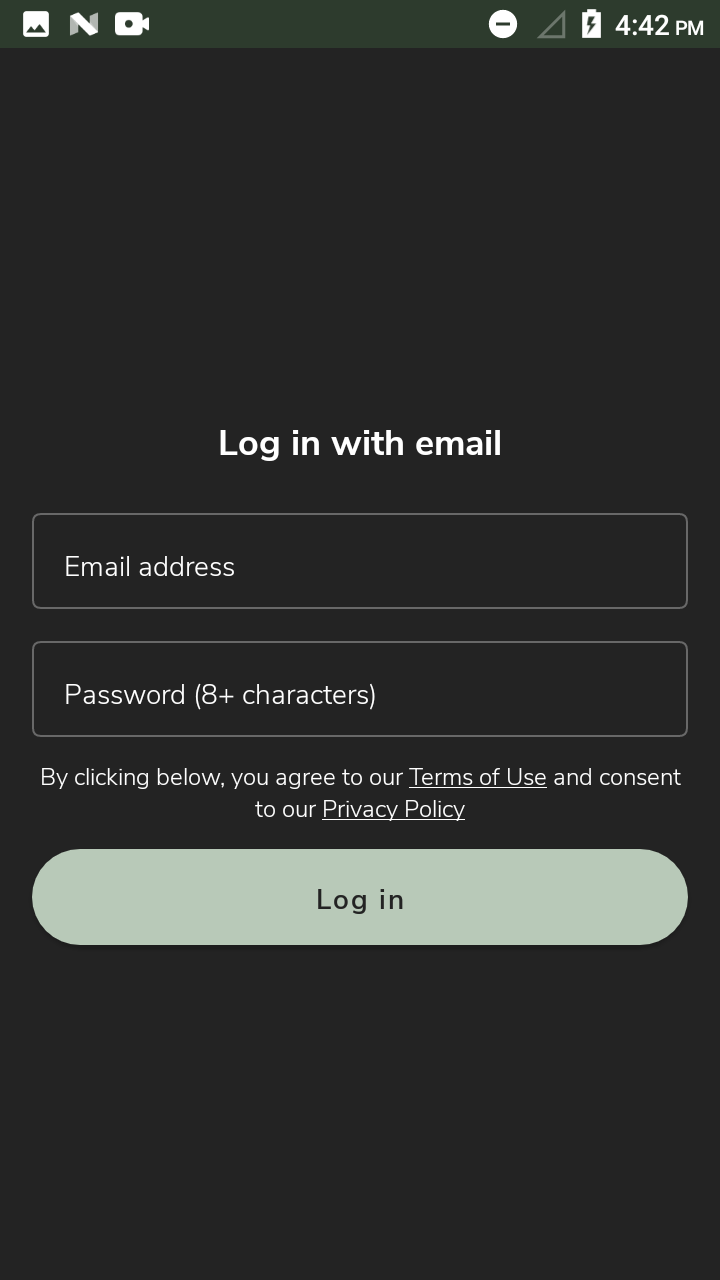 4:42 PM
Log in with email
Email address
Password (8+ characters)
By clicking below, you agree to our Terms of Use and consent
to our Privacy Policy
Log in